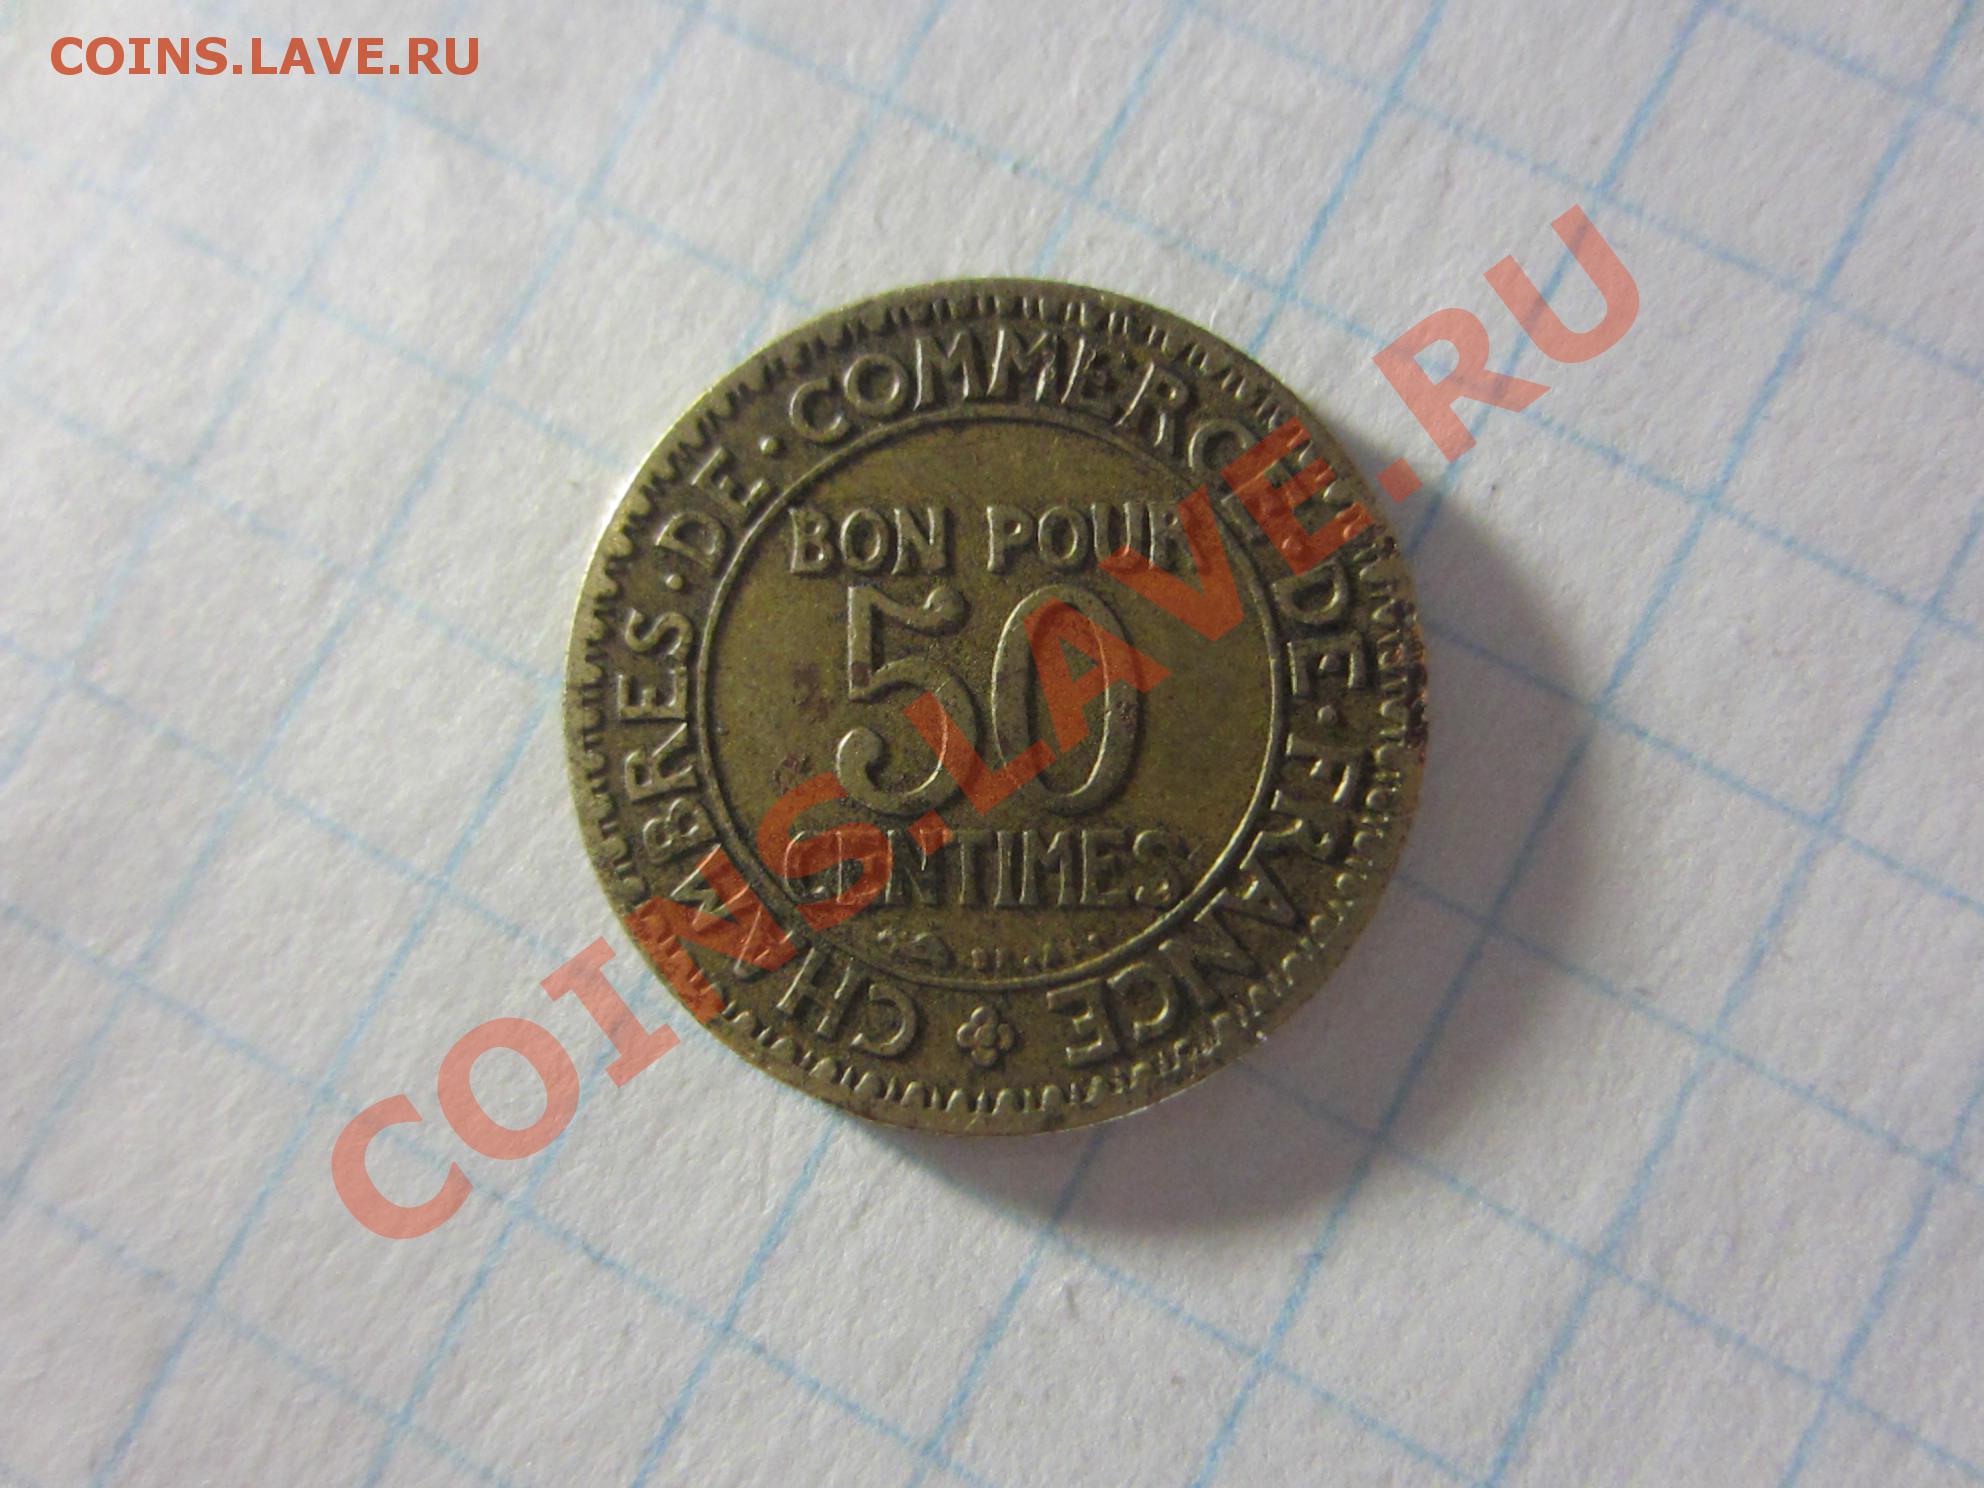 COINS.LAVE.RU
CHAMBRES · DE · COMMERCE · DE · FRANCE
BON POUR
50
CENTIMES
COINS.LAVE.RU